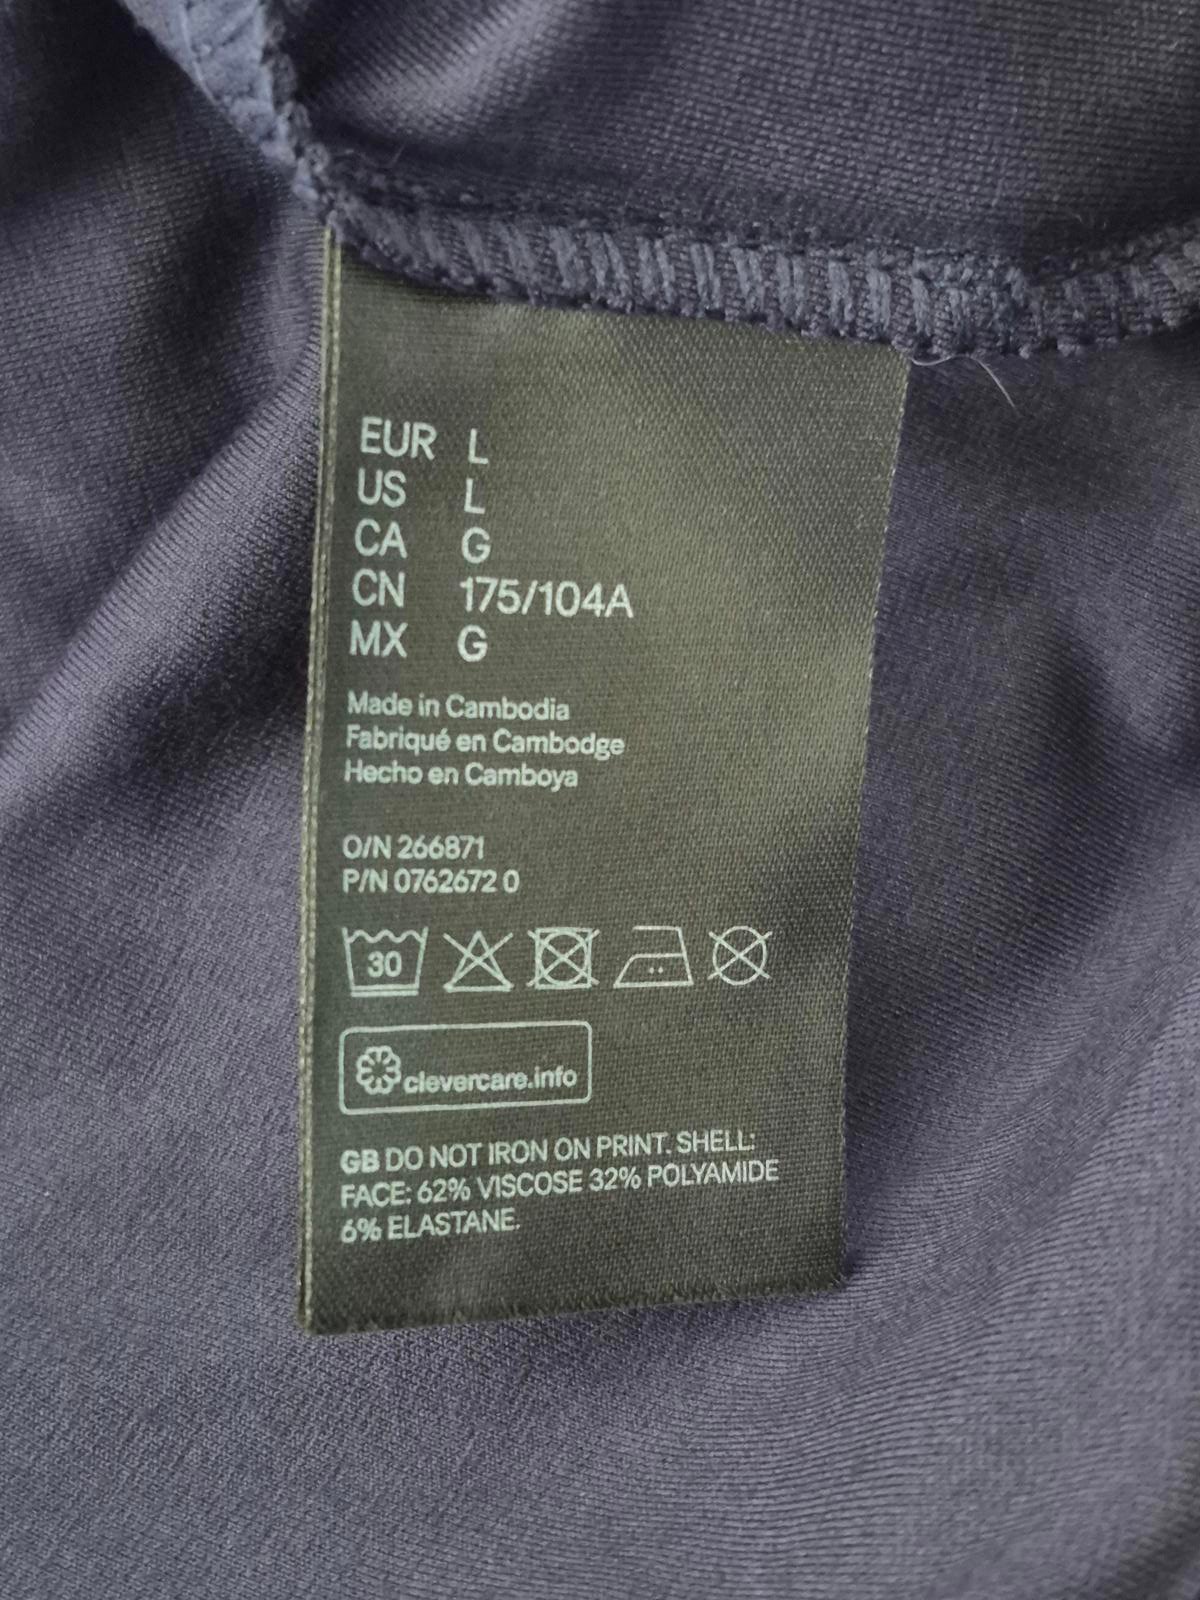 EUR L
US L
CA G
CN 175/104A
MX G
Made in Cambodia
Fabriqué en Cambodge
Hecho en Camboya
O/N 266871
P/N 0762672 0
30
clevercare.info
GB DO NOT IRON ON PRINT. SHELL:
FACE: 62% VISCOSE 32% POLYAMIDE
6% ELASTANE.